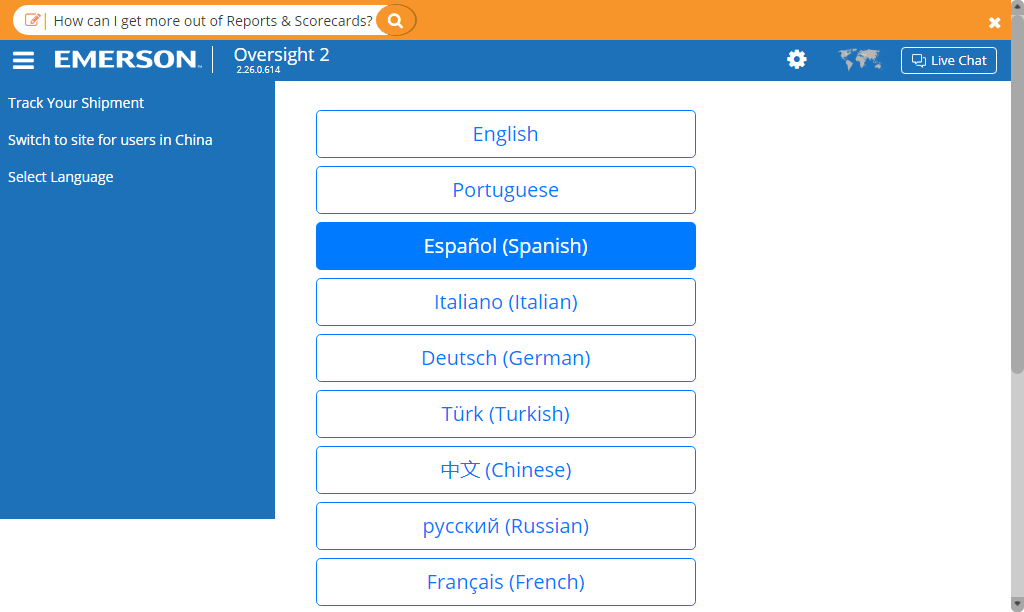 How can I get more out of Reports & Scorecards?
EMERSON™
Oversight 2
2.26.0.614
Live Chat
Track Your Shipment
Switch to site for users in China
Select Language
English
Portuguese
Español (Spanish)
Italiano (Italian)
Deutsch (German)
Türk (Turkish)
中文 (Chinese)
русский (Russian)
Français (French)